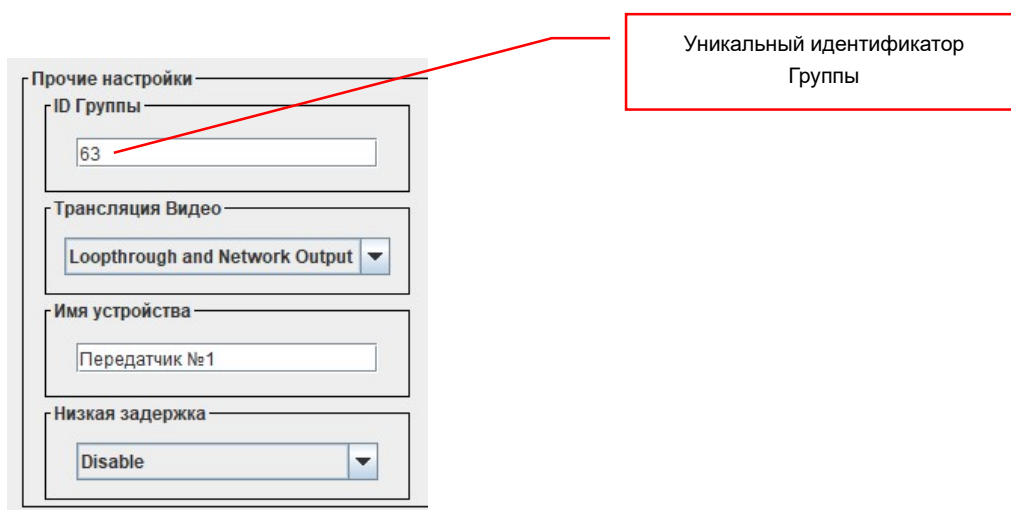 Уникальный идентификатор
Группы
Прочие настройки
ID Группы
63
Трансляция Видео
Loopthrough and Network Output
Имя устройства
Передатчик №1
Низкая задержка
Disable